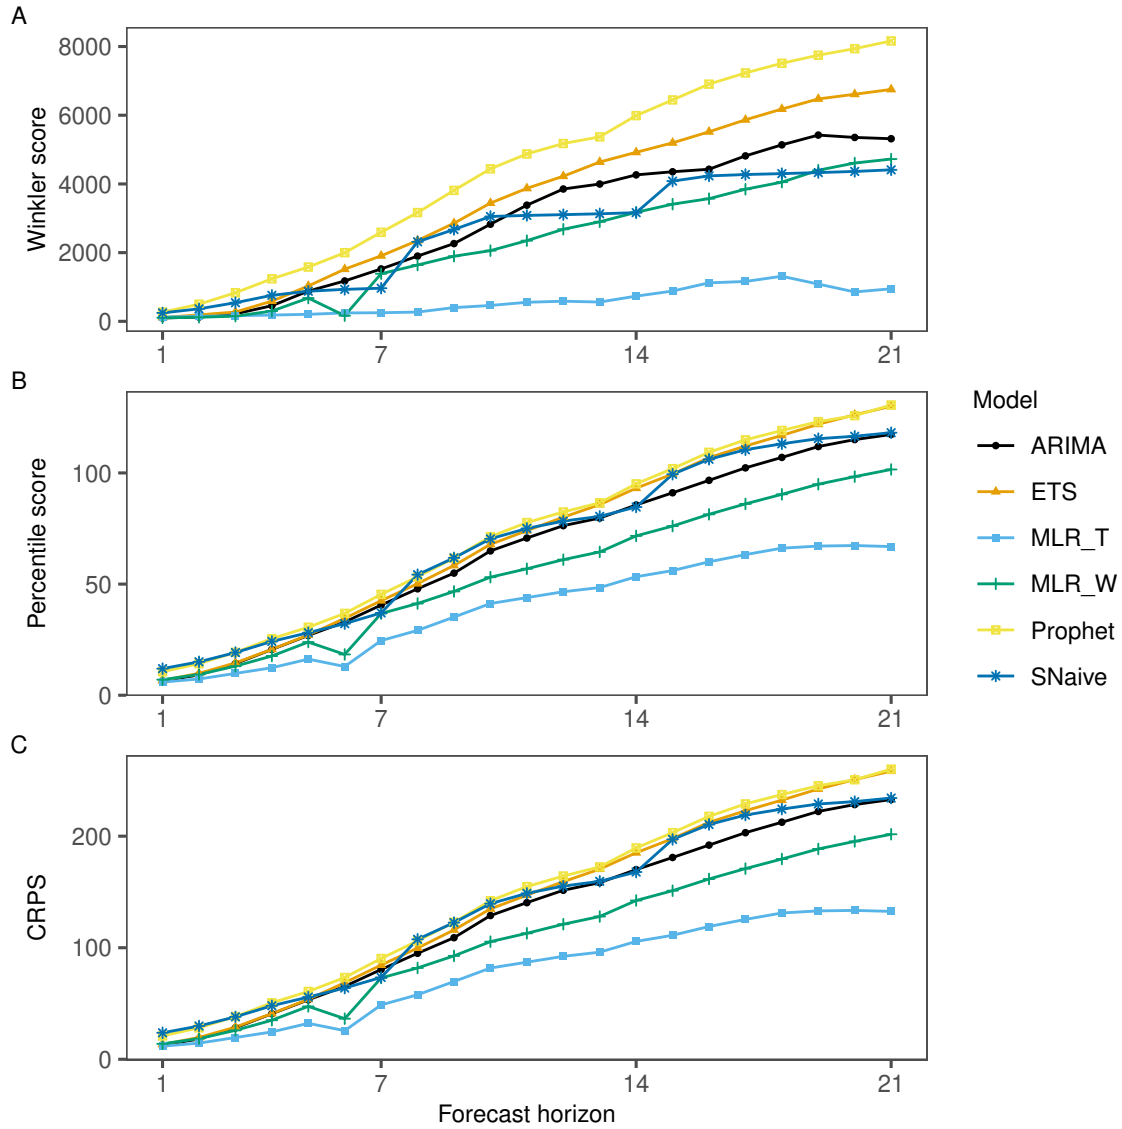 A
Winkler score
8000
6000
4000
2000
0
1 7 14 21
B
Percentile score
100
50
0
1 7 14 21
C
CRPS
200
100
0
1 7 14 21
Forecast horizon
Model
ARIMA
ETS
MLR_T
MLR_W
Prophet
SNaive